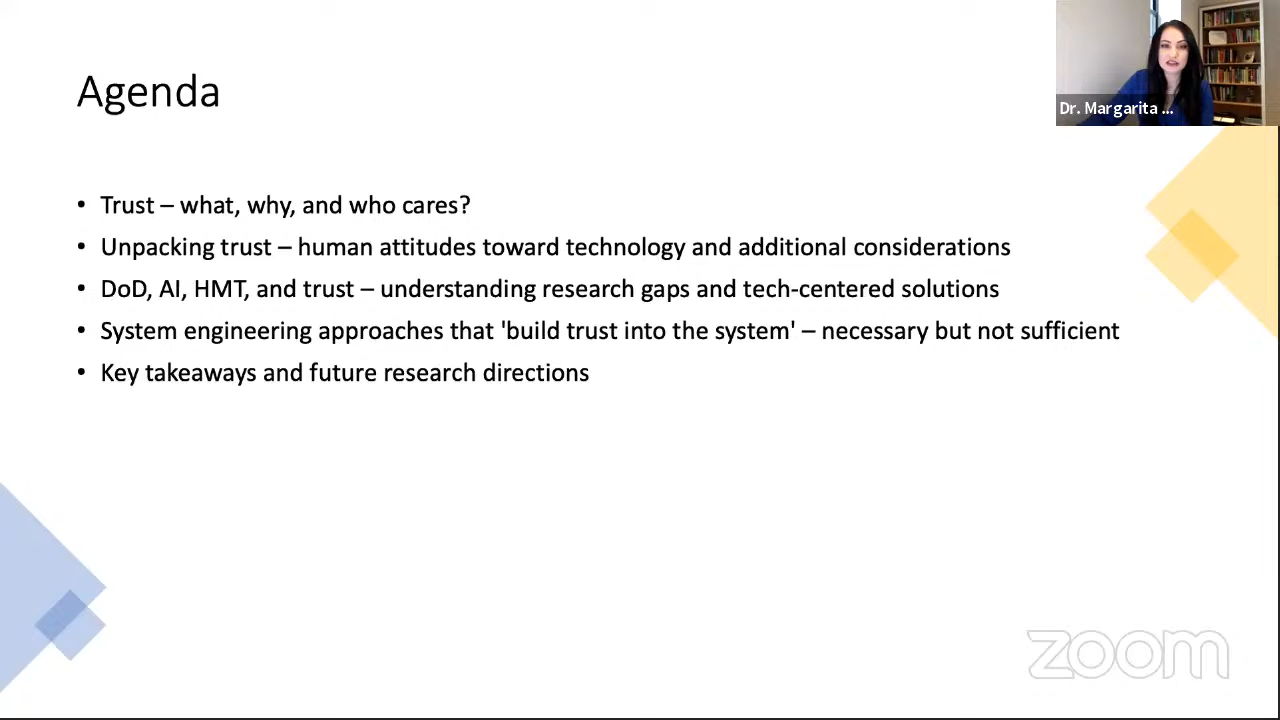 Agenda
Dr. Margarita ...
• Trust – what, why, and who cares?
• Unpacking trust – human attitudes toward technology and additional considerations
• DoD, AI, HMT, and trust – understanding research gaps and tech-centered solutions
• System engineering approaches that 'build trust into the system' – necessary but not sufficient
• Key takeaways and future research directions
zoom